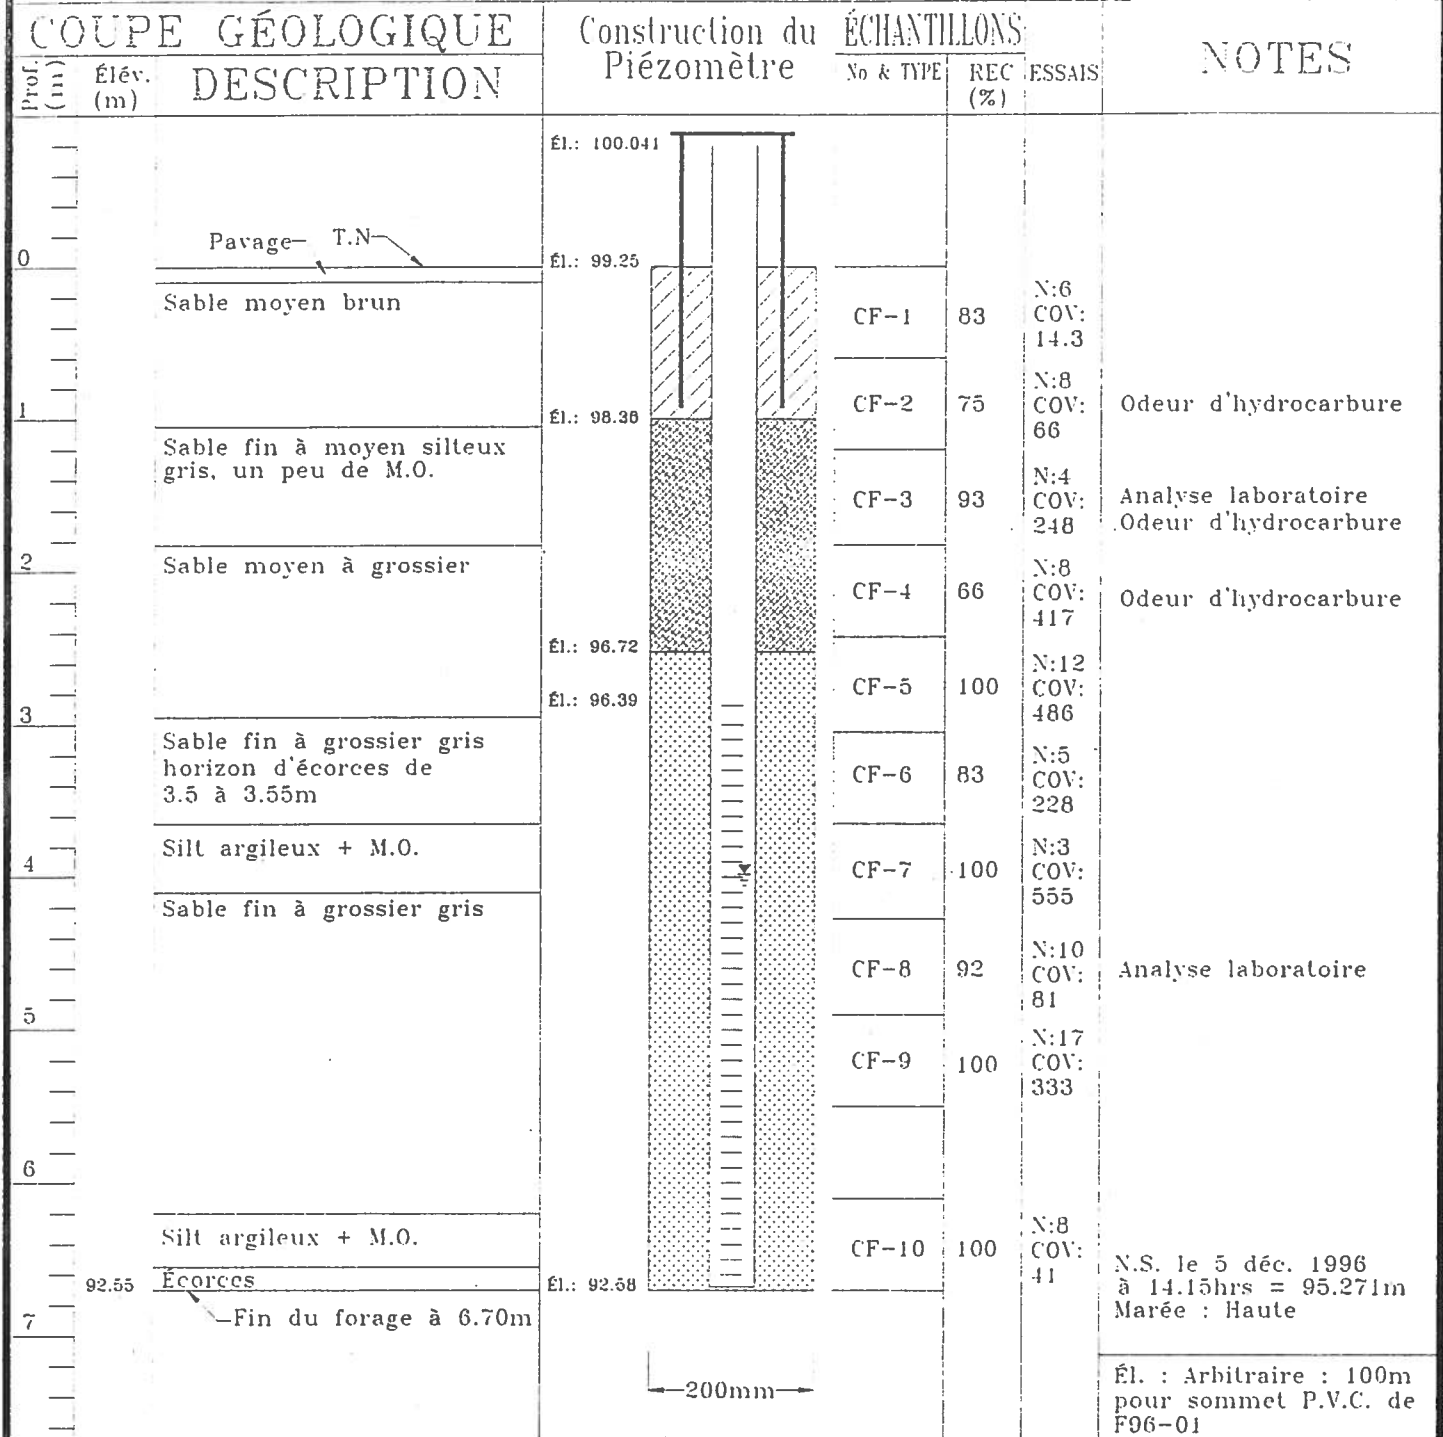 COUPE GÉOLOGIQUE
Construction du
Piézomètre
ÉCHANTILLONS
NOTES
Prof.
(m)
Élév.
(m)
DESCRIPTION
No & TYPE
REC
(%)
ESSAIS
Él.: 100.041
Pavage
T.N
0
Él.: 99.25
Sable moyen brun
CF-1
83
N:6
COV:
14.3
1
Él.: 98.36
CF-2
75
N:8
COV:
66
Odeur d'hydrocarbure
Sable fin à moyen silteux
gris, un peu de M.O.
CF-3
93
N:4
COV:
248
Analyse laboratoire
Odeur d'hydrocarbure
2
Sable moyen à grossier
CF-4
66
N:8
COV:
417
Odeur d'hydrocarbure
Él.: 96.72
Él.: 96.39
CF-5
100
N:12
COV:
486
3
Sable fin à grossier gris
horizon d'écorces de
3.5 à 3.55m
CF-6
83
N:5
COV:
228
4
Silt argileux + M.O.
CF-7
100
N:3
COV:
555
Sable fin à grossier gris
CF-8
92
N:10
COV:
81
Analyse laboratoire
5
CF-9
100
N:17
COV:
333
6
Silt argileux + M.O.
CF-10
100
N:8
COV:
41
92.55
Écorces
Él.: 92.58
Fin du forage à 6.70m
7
N.S. le 5 déc. 1996
à 14.15hrs = 95.271m
Marée : Haute
200mm
Él. : Arbitraire : 100m
pour sommet P.V.C. de
F96-01